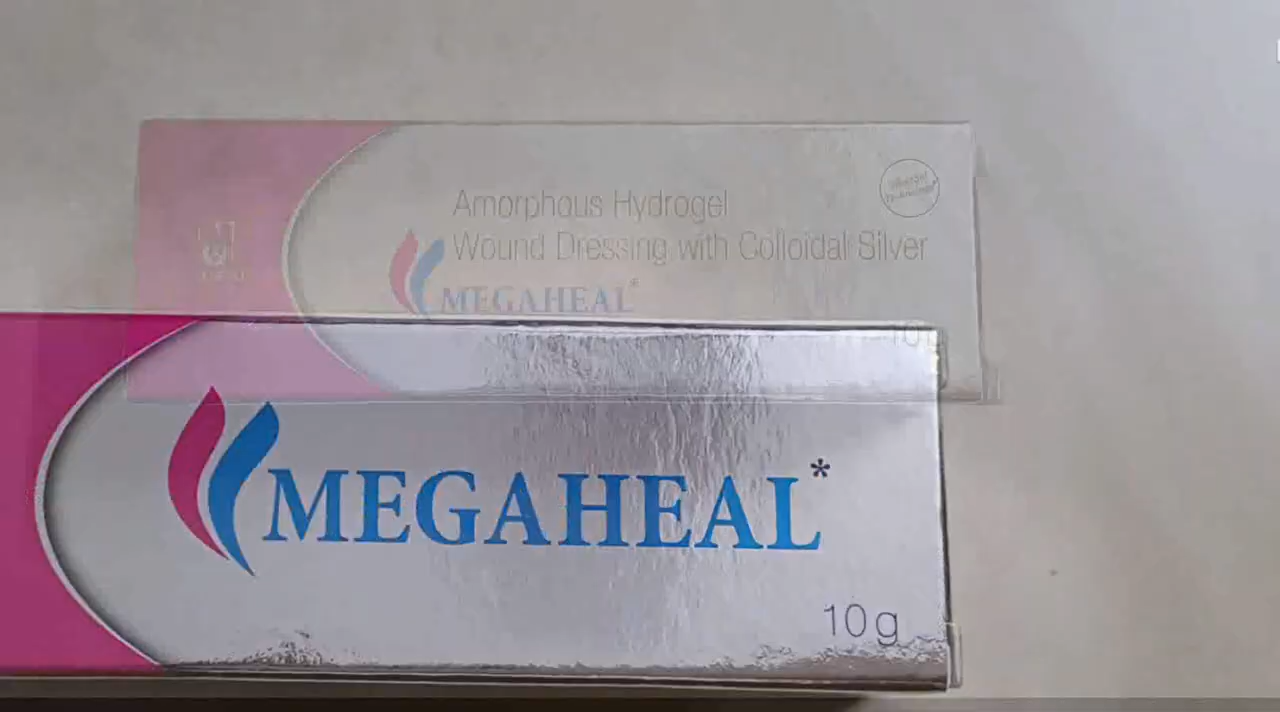 Amorphous Hydrogel
Wound Dressing with Colloidal Silver
MEGAHEAL*
MEGAHEAL*
10g